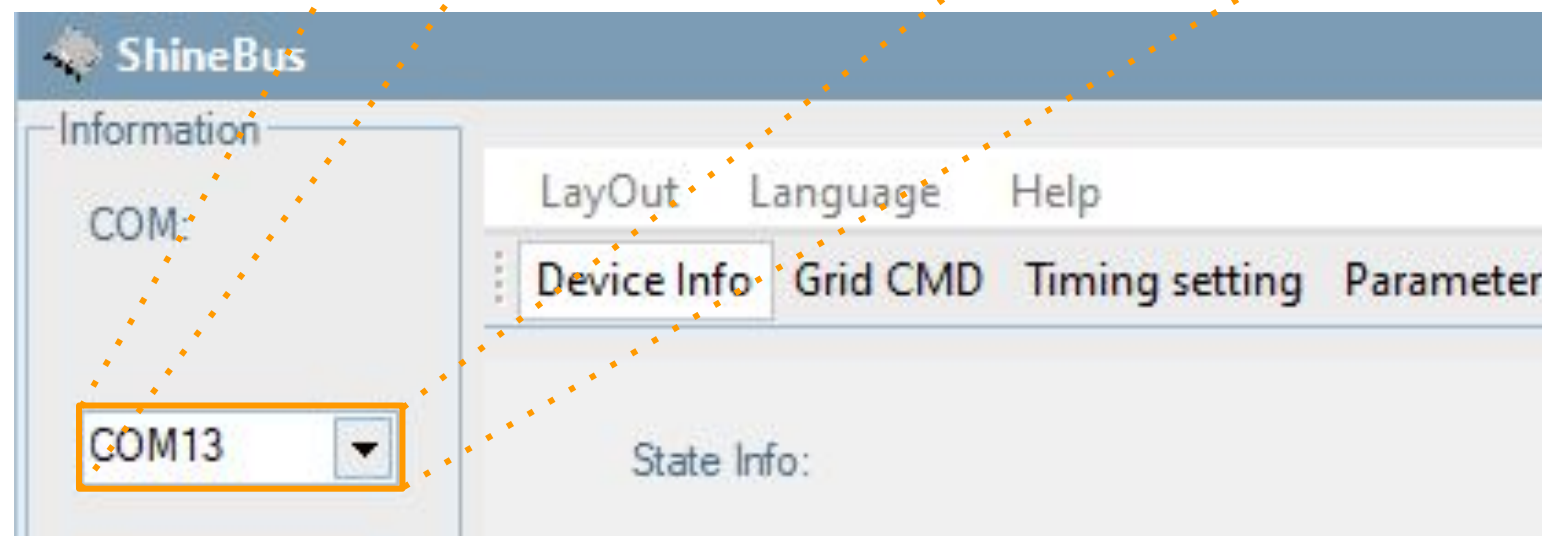 ShineBus
Information
COM:
COM13
LayOut Language Help
Device Info Grid CMD Timing setting Parameter
State Info: